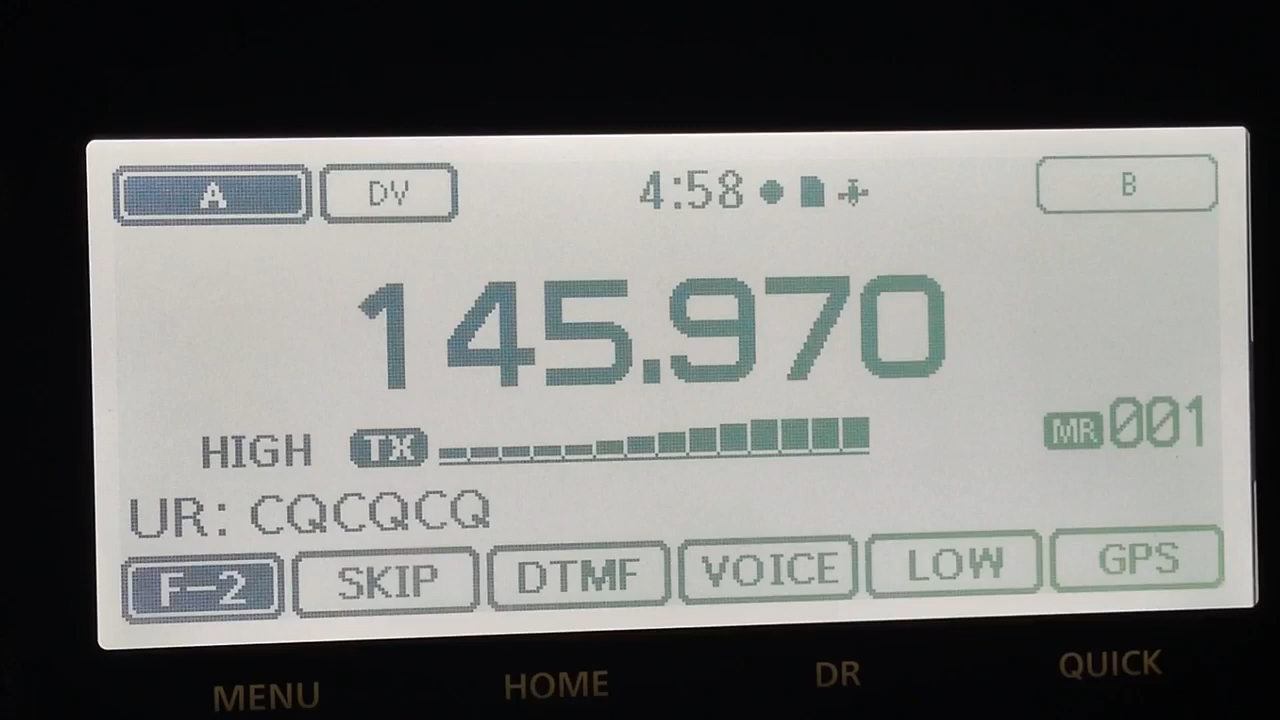 A DV 4:58 B
145.970
HIGH TX MR 001
UR: CQCQCQ
F-2 SKIP DTMF VOICE LOW GPS
MENU HOME DR QUICK